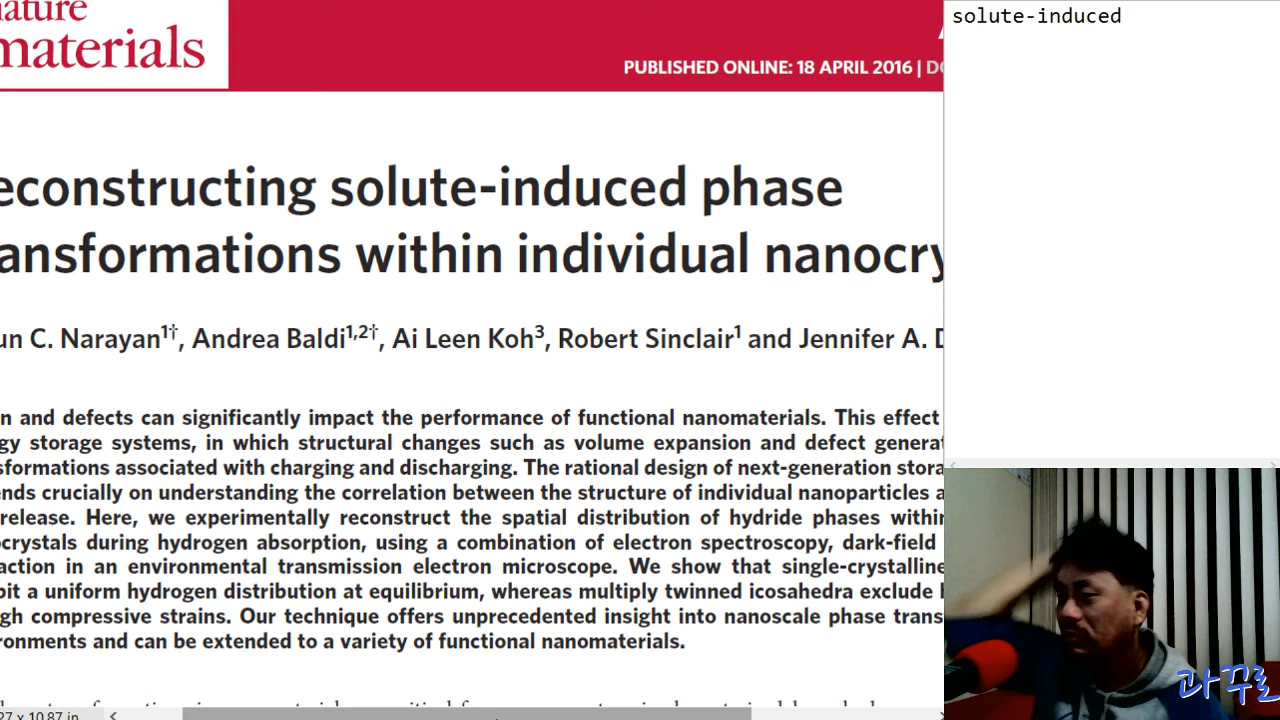 nature
materials
PUBLISHED ONLINE: 18 APRIL 2016 |
econstructing solute-induced phase
ansformations within individual nanocry
un C. Narayan1†, Andrea Baldi1,2†, Ai Leen Koh3, Robert Sinclair1 and Jennifer A. D
n and defects can significantly impact the performance of functional nanomaterials. This effect
gy storage systems, in which structural changes such as volume expansion and defect generat
sformations associated with charging and discharging. The rational design of next-generation stora
ends crucially on understanding the correlation between the structure of individual nanoparticles a
release. Here, we experimentally reconstruct the spatial distribution of hydride phases within
ocrystals during hydrogen absorption, using a combination of electron spectroscopy, dark-field
action in an environmental transmission electron microscope. We show that single-crystalline
bit a uniform hydrogen distribution at equilibrium, whereas multiply twinned icosahedra exclude
gh compressive strains. Our technique offers unprecedented insight into nanoscale phase trans
ronments and can be extended to a variety of functional nanomaterials.
27 x 10.87 in
solute-induced
과꾸로